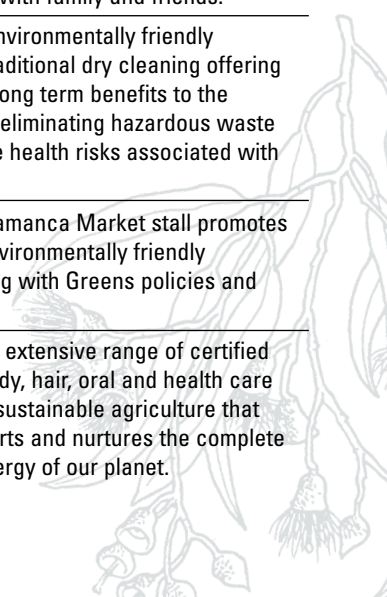 with family and friends.
nvironmentally friendly
aditional dry cleaning offering
ong term benefits to the
eliminating hazardous waste
e health risks associated with
amanca Market stall promotes
vironmentally friendly
g with Greens policies and
extensive range of certified
dy, hair, oral and health care
sustainable agriculture that
rts and nurtures the complete
ergy of our planet.